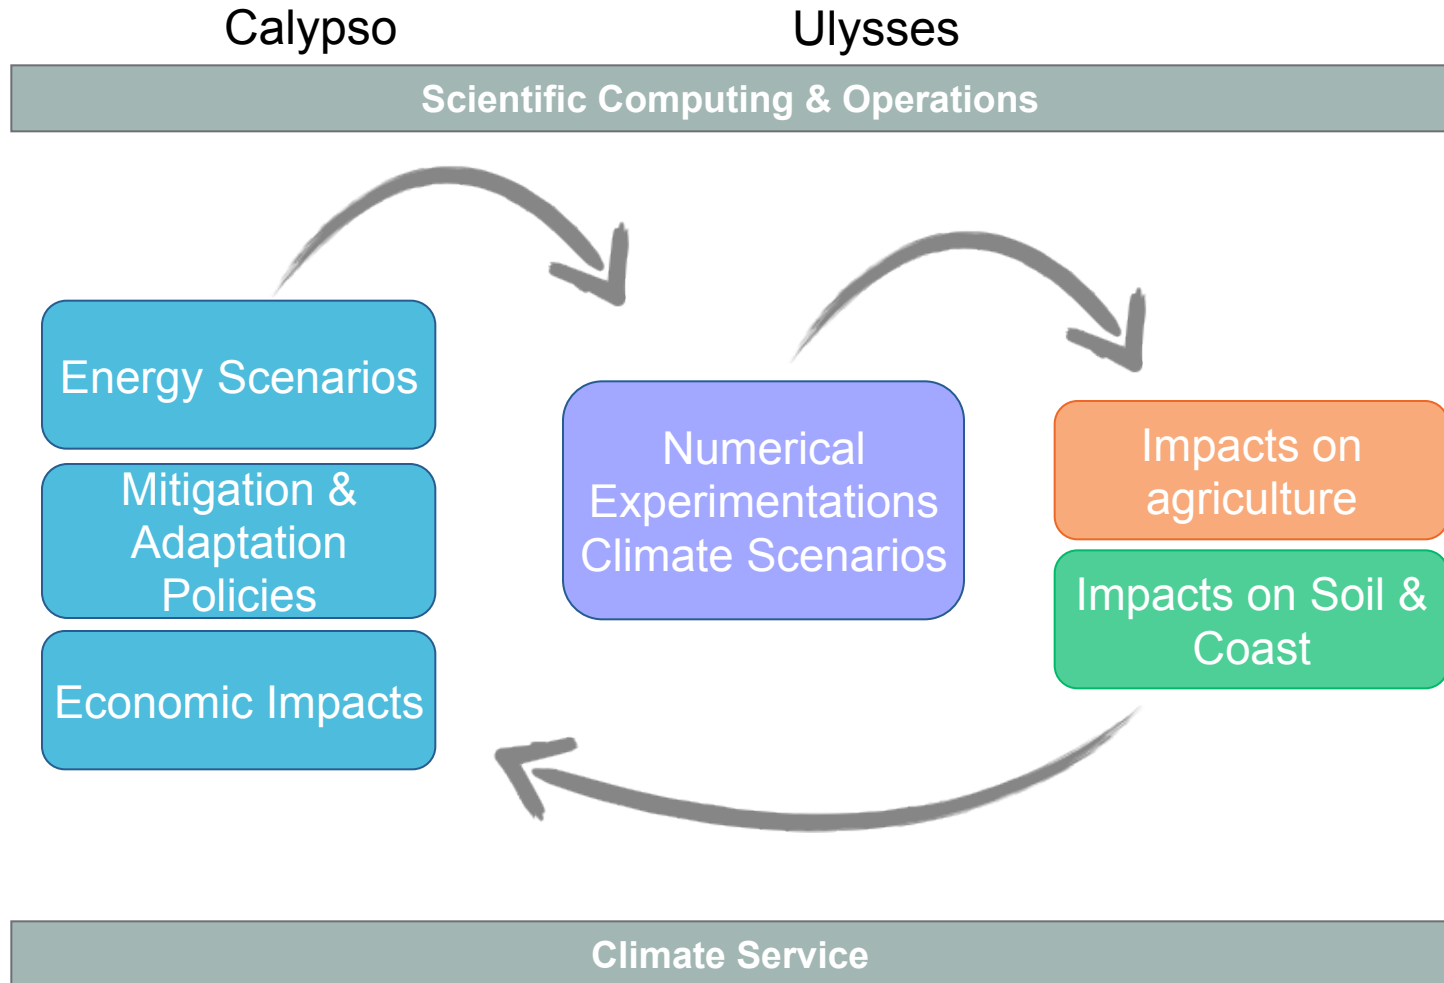 Calypso
Ulysses
Scientific Computing & Operations
Energy Scenarios
Mitigation &
Adaptation
Policies
Economic Impacts
Numerical
Experimentations
Climate Scenarios
Impacts on
agriculture
Impacts on Soil &
Coast
Climate Service